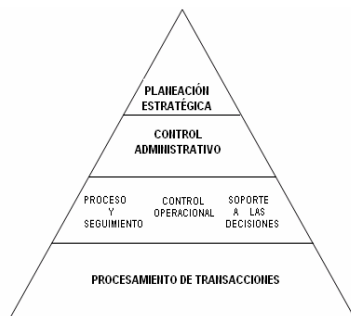 PLANEACIÓN
ESTRATÉGICA
CONTROL
ADMINISTRATIVO
PROCESO
Y
SEGUIMIENTO
CONTROL
OPERACIONAL
SOPORTE
A LAS
DECISIONES
PROCESAMIENTO DE TRANSACCIONES